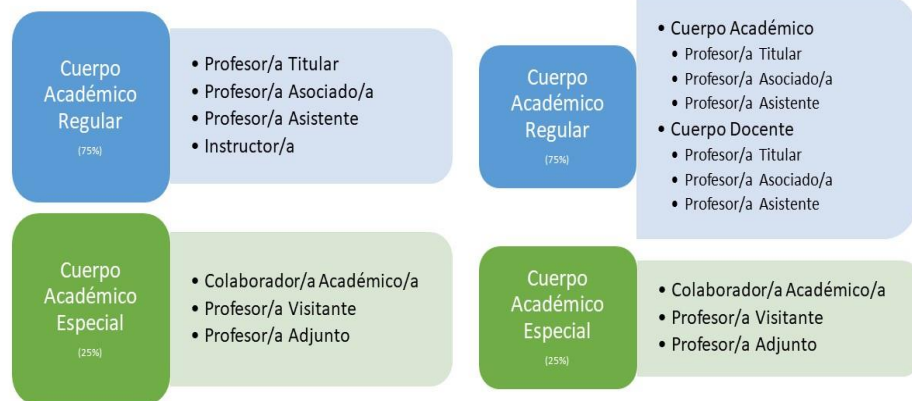 Cuerpo
Académico
Regular
(75%)
• Profesor/a Titular
• Profesor/a Asociado/a
• Profesor/a Asistente
• Instructor/a
Cuerpo
Académico
Especial
(25%)
• Colaborador/a Académico/a
• Profesor/a Visitante
• Profesor/a Adjunto
Cuerpo
Académico
Regular
(75%)
• Cuerpo Académico
• Profesor/a Titular
• Profesor/a Asociado/a
• Profesor/a Asistente
• Cuerpo Docente
• Profesor/a Titular
• Profesor/a Asociado/a
• Profesor/a Asistente
Cuerpo
Académico
Especial
(25%)
• Colaborador/a Académico/a
• Profesor/a Visitante
• Profesor/a Adjunto